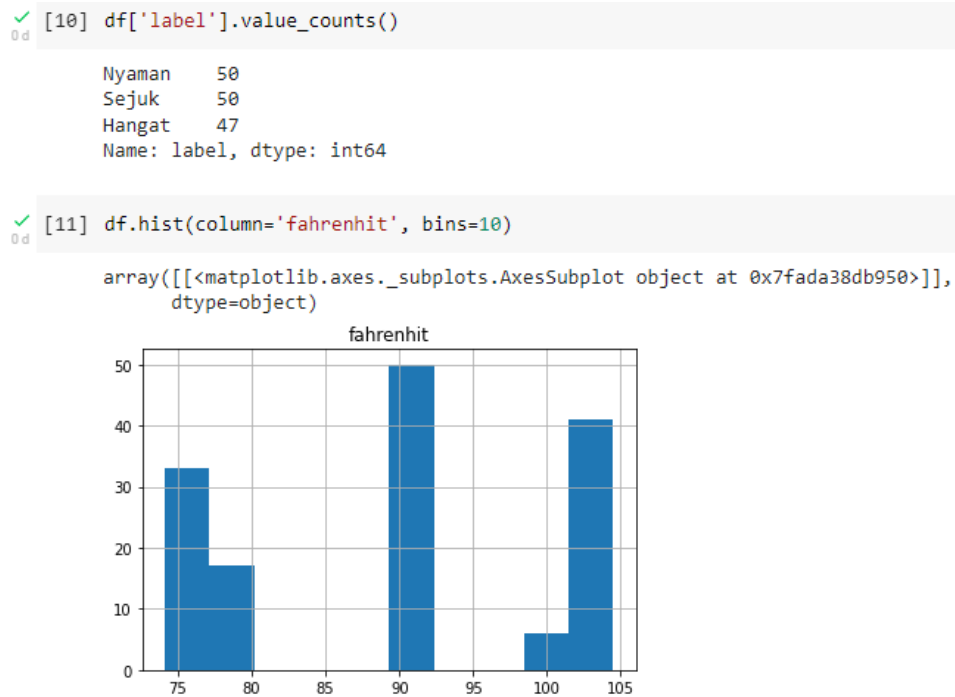 [10] df['label'].value_counts()
0 d
Nyaman 50
Sejuk 50
Hangat 47
Name: label, dtype: int64
[11] df.hist(column='fahrenhit', bins=10)
0 d
array([[<matplotlib.axes._subplots.AxesSubplot object at 0x7fada38db950>]],
dtype=object)
fahrenhit
50
40
30
20
10
0
75 80 85 90 95 100 105